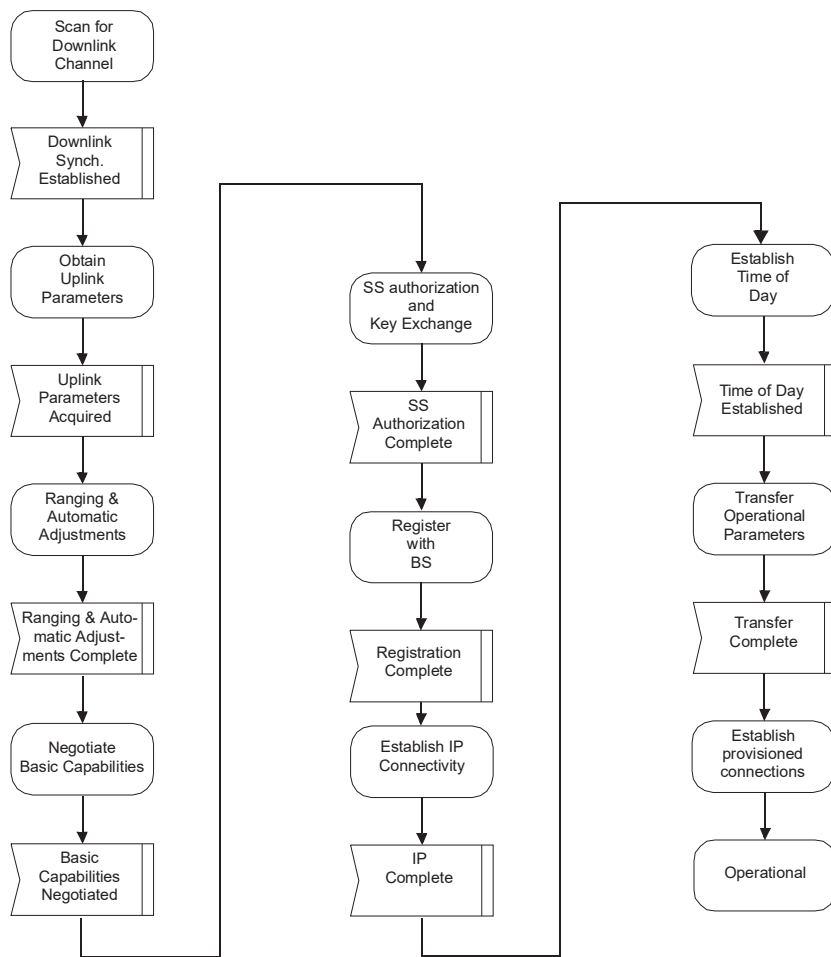 Scan for
Downlink
Channel
Downlink
Synch.
Established
Obtain
Uplink
Parameters
Uplink
Parameters
Acquired
Ranging &
Automatic
Adjustments
Ranging & Auto-
matic Adjust-
ments Complete
Negotiate
Basic Capabilities
Basic
Capabilities
Negotiated
SS authorization
and
Key Exchange
SS
Authorization
Complete
Register
with
BS
Registration
Complete
Establish IP
Connectivity
IP
Complete
Establish
Time of
Day
Time of Day
Established
Transfer
Operational
Parameters
Transfer
Complete
Establish
provisioned
connections
Operational